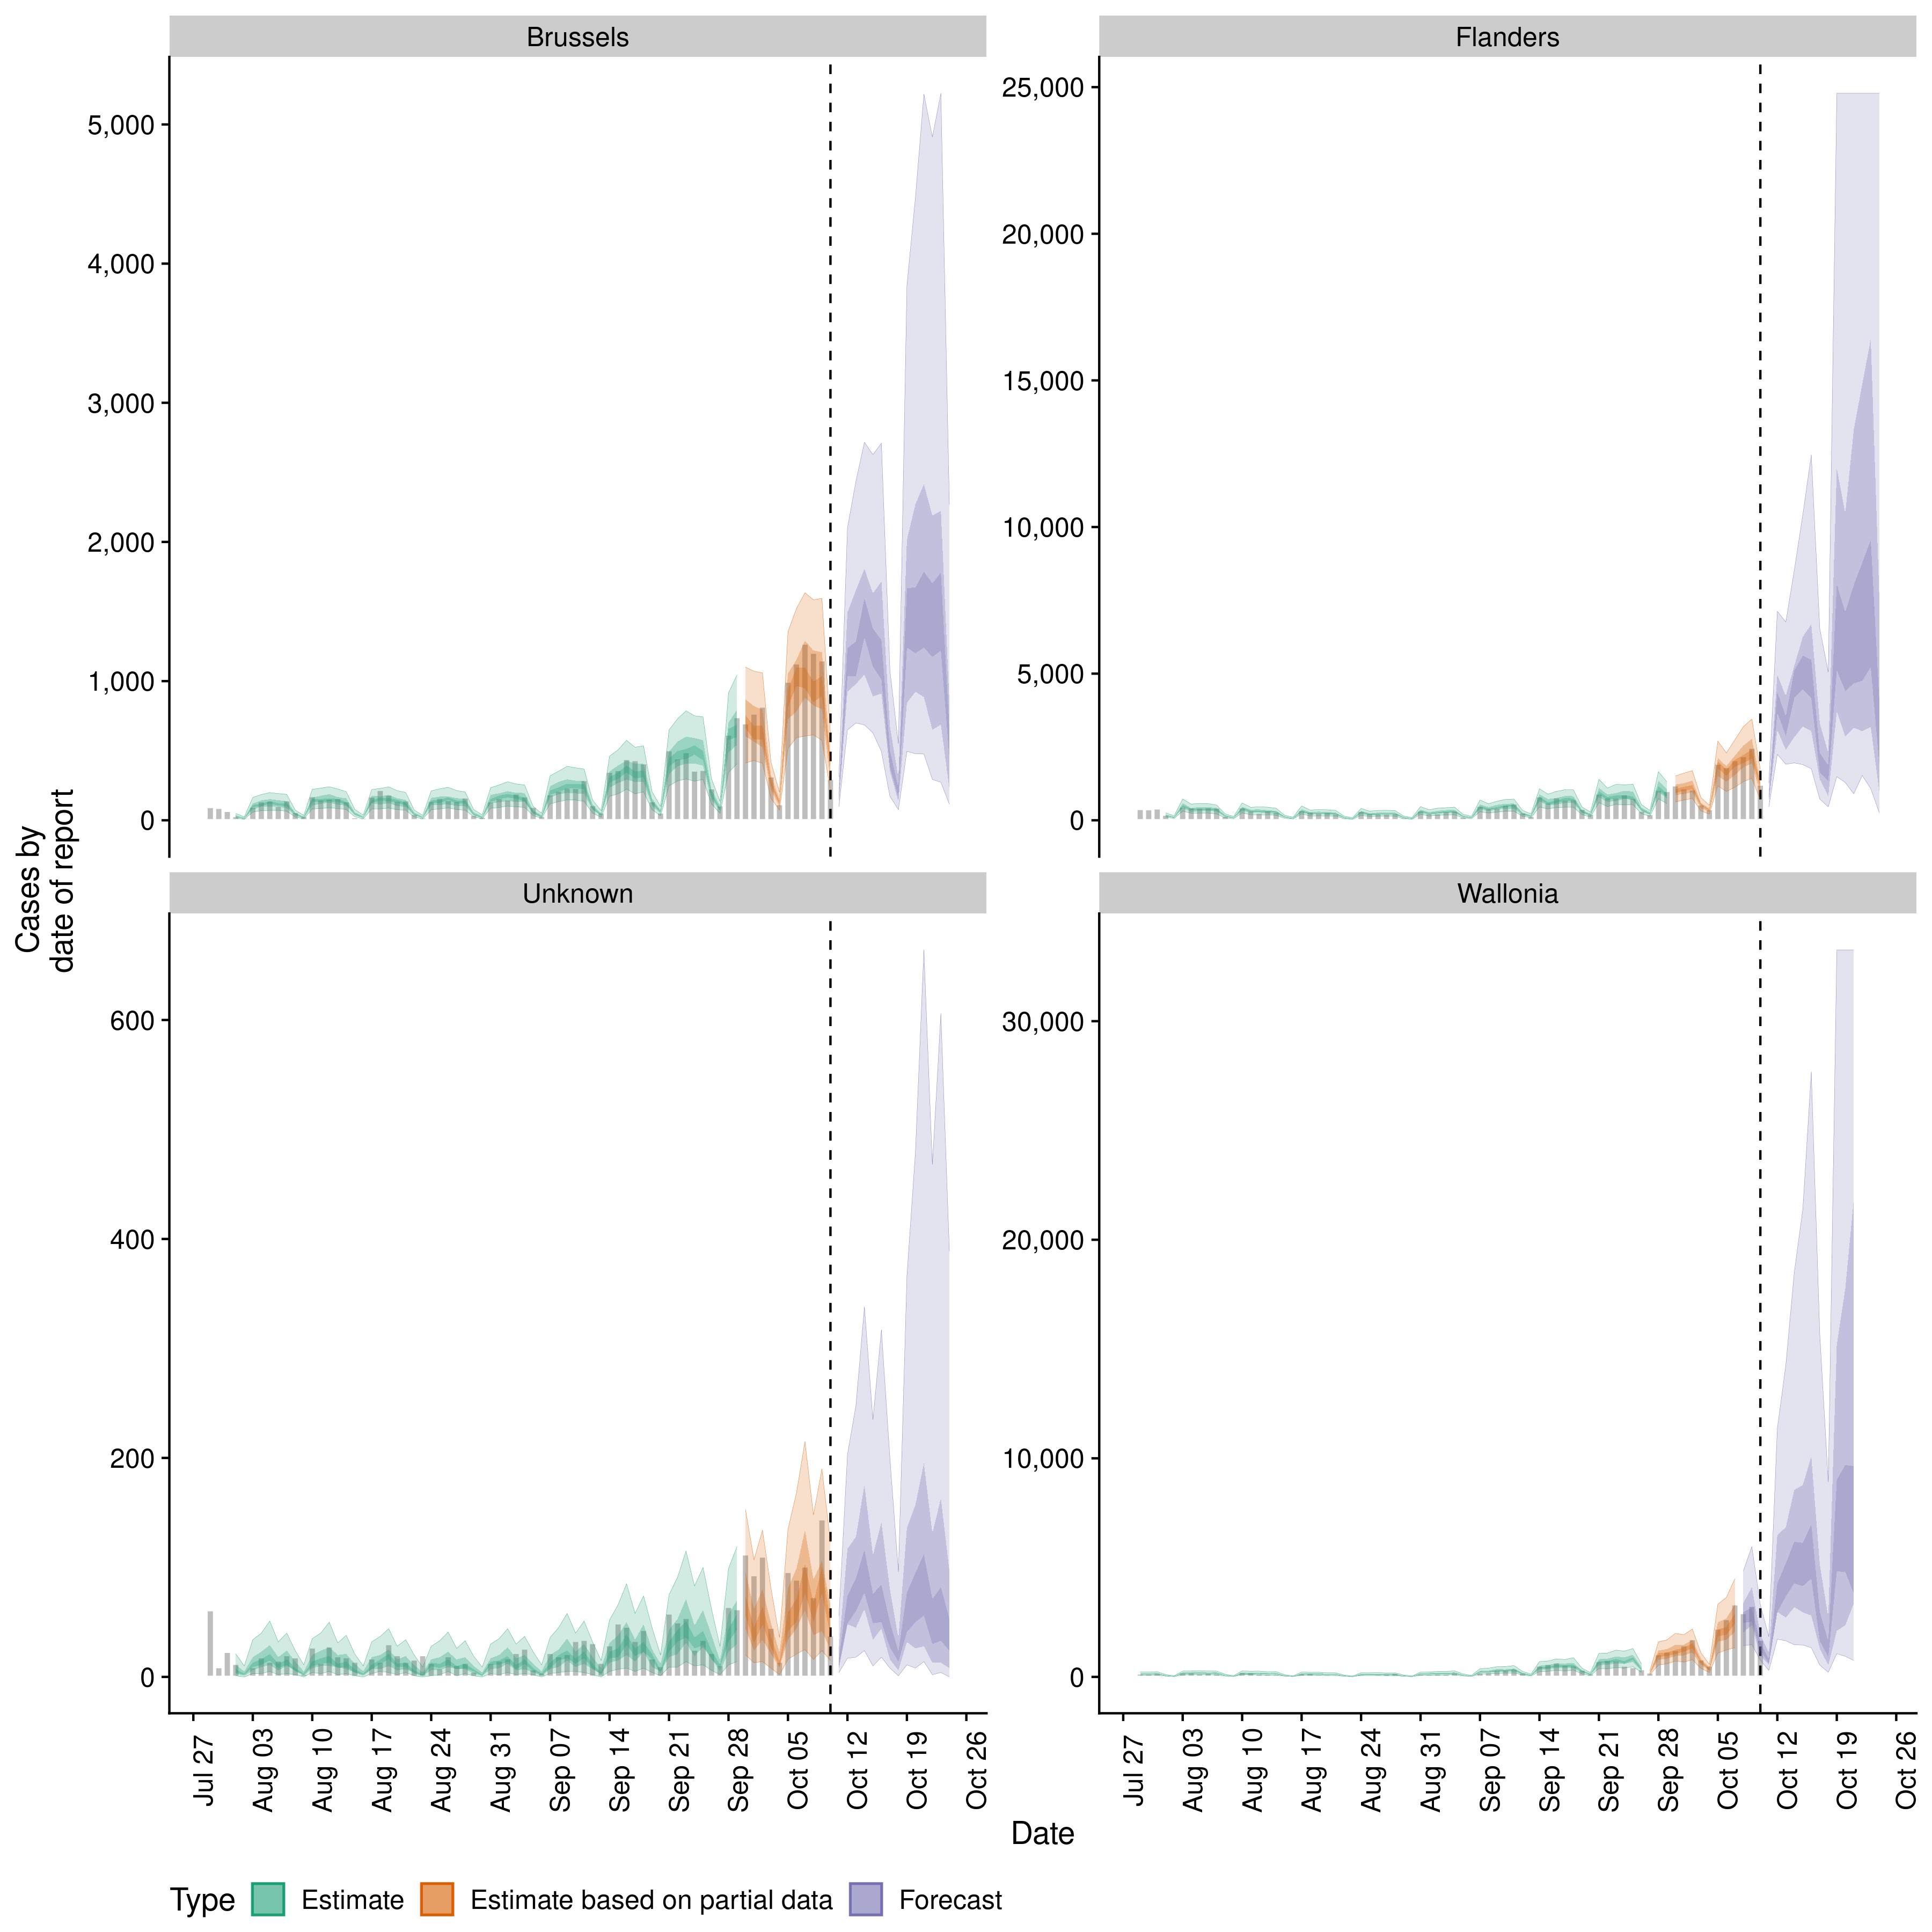 Brussels
Flanders
5,000
4,000
3,000
2,000
1,000
0
25,000
20,000
15,000
10,000
5,000
0
Cases by
date of report
Unknown
Wallonia
600
400
200
0
30,000
20,000
10,000
0
Jul 27
Aug 03
Aug 10
Aug 17
Aug 24
Aug 31
Sep 07
Sep 14
Sep 21
Sep 28
Oct 05
Oct 12
Oct 19
Oct 26
Jul 27
Aug 03
Aug 10
Aug 17
Aug 24
Aug 31
Sep 07
Sep 14
Sep 21
Sep 28
Oct 05
Oct 12
Oct 19
Oct 26
Date
Type Estimate Estimate based on partial data Forecast